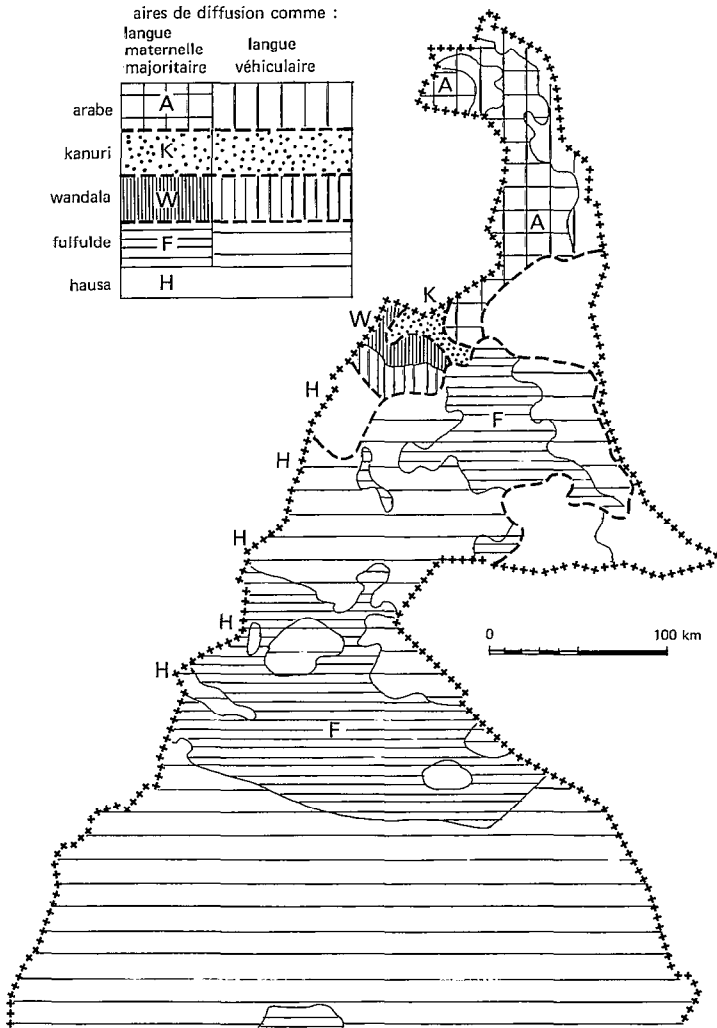 aires de diffusion comme :
langue
maternelle
majoritaire
langue
véhiculaire
arabe A
kanuri K
wandala W
fulfulde F
hausa H
A
A
K
W
H
F
H
H
H
H
F
0 100 km